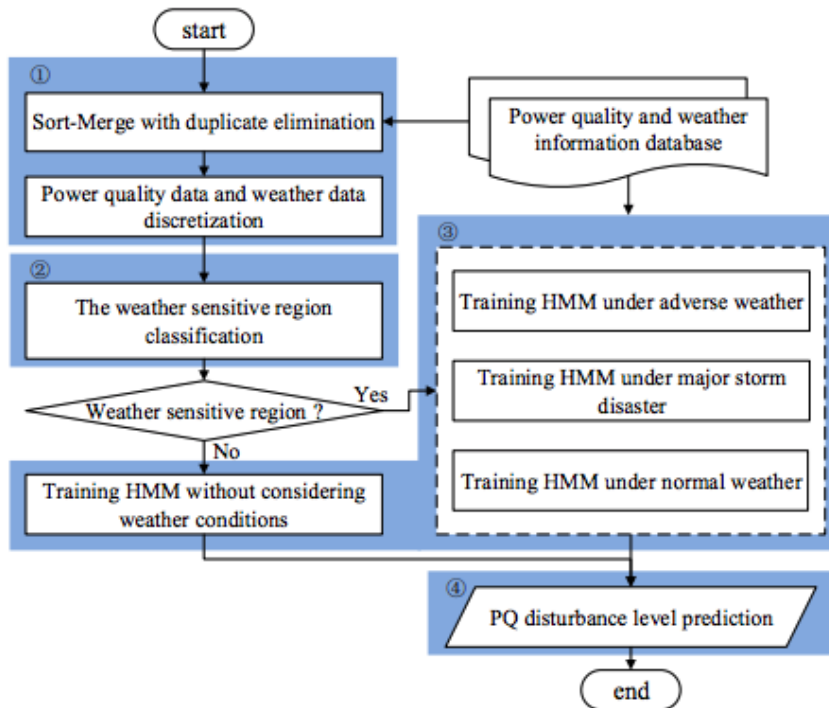 start
①
Sort-Merge with duplicate elimination
Power quality and weather
information database
Power quality data and weather data
discretization
②
The weather sensitive region
classification
Weather sensitive region ?
Yes
No
Training HMM without considering
weather conditions
③
Training HMM under adverse weather
Training HMM under major storm
disaster
Training HMM under normal weather
④
PQ disturbance level prediction
end